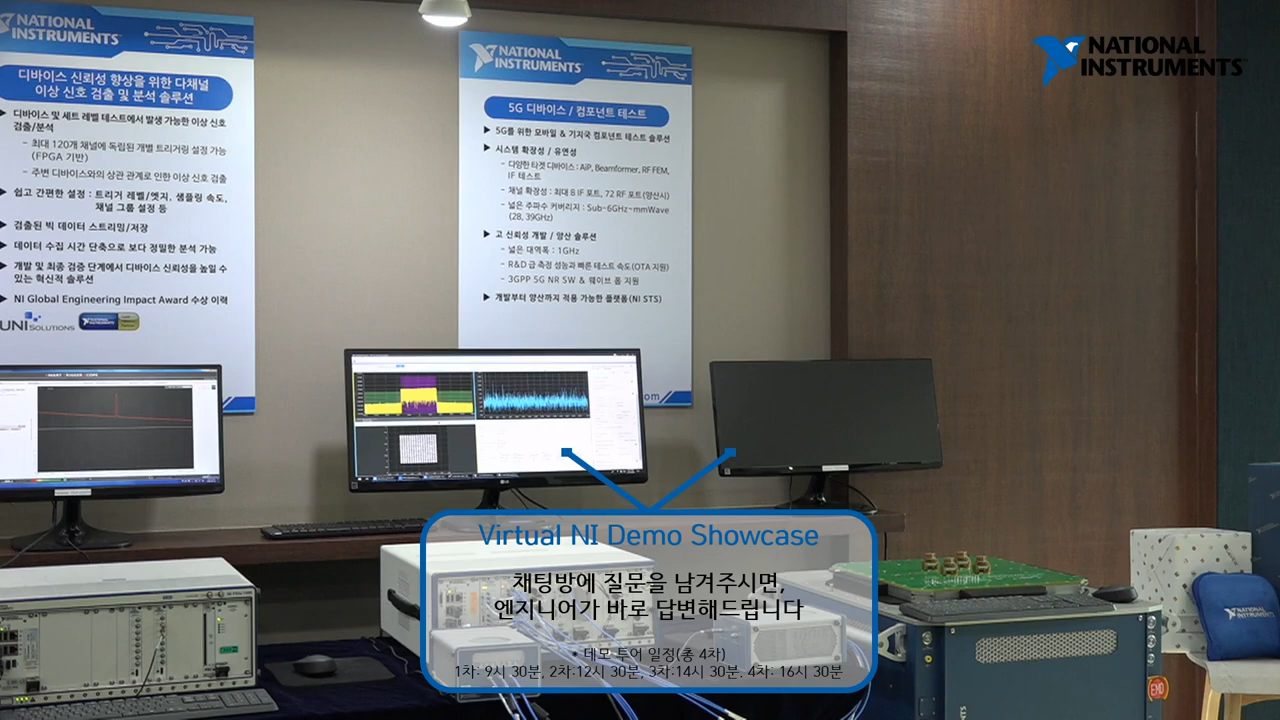 NATIONAL
INSTRUMENTS
디바이스 신뢰성 향상을 위한 다채널
이상 신호 검출 및 분석 솔루션
디바이스 및 세트 레벨 테스트에서 발생 가능한 이상 신호
검출/분석
- 최대 120개 채널에 독립된 개별 트리거링 설정 가능
(FPGA 기반)
- 주변 디바이스와의 상관 관계로 인한 이상 신호 검출
쉽고 간편한 설정 : 트리거 레벨/엣지, 샘플링 속도,
채널 그룹 설정 등
검출된 빅 데이터 스트리밍/저장
데이터 수집 시간 단축으로 보다 정밀한 분석 가능
개발 및 최종 검증 단계에서 디바이스 신뢰성을 높일 수
있는 혁신적 솔루션
NI Global Engineering Impact Award 수상 이력
UNI SOLUTIONS
NATIONAL
INSTRUMENTS
5G 디바이스 / 컴포넌트 테스트
5G를 위한 모바일 & 기지국 컴포넌트 테스트 솔루션
시스템 확장성 / 유연성
- 다양한 타겟 디바이스 : AiP, Beamformer, RF FEM,
IF 테스트
- 채널 확장성 : 최대 8 IF 포트, 72 RF 포트(양산시)
- 넓은 주파수 커버리지 : Sub-6GHz~mmWave
(28, 39GHz)
고 신뢰성 개발 / 양산 솔루션
- 넓은 대역폭 : 1GHz
- R&D 급 측정 성능과 빠른 테스트 속도(OTA 지원)
- 3GPP 5G NR SW & 웨이브 폼 지원
개발부터 양산까지 적용 가능한 플랫폼(NI STS)
om
NATIONAL
INSTRUMENTS
Virtual NI Demo Showcase
채팅방에 질문을 남겨주시면,
엔지니어가 바로 답변해드립니다
• 데모 투어 일정(총 4차)
1차: 9시 30분, 2차:12시 30분, 3차:14시 30분. 4차: 16시 30분
NATIONAL
INSTRUMENTS
END